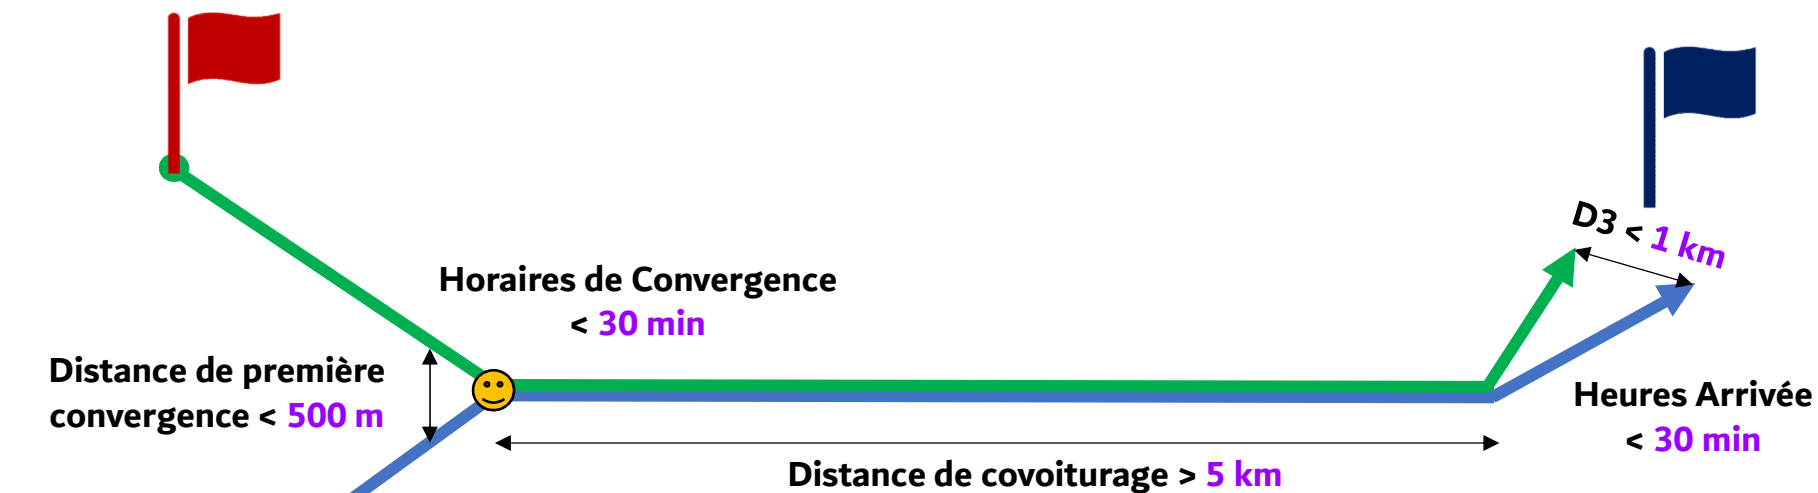 D3 < 1 km
Horaires de Convergence
< 30 min
Distance de première
convergence < 500 m
Heures Arrivée
< 30 min
Distance de covoiturage > 5 km